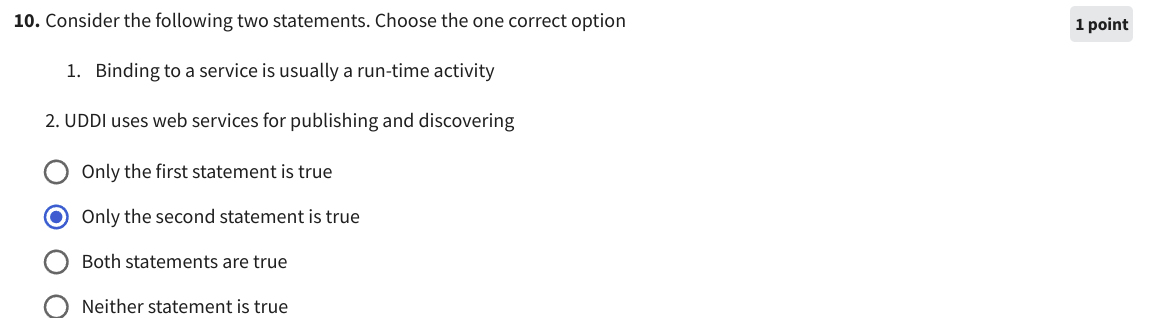 10. Consider the following two statements. Choose the one correct option
1 point
1. Binding to a service is usually a run-time activity
2. UDDI uses web services for publishing and discovering
Only the first statement is true
Only the second statement is true
Both statements are true
Neither statement is true